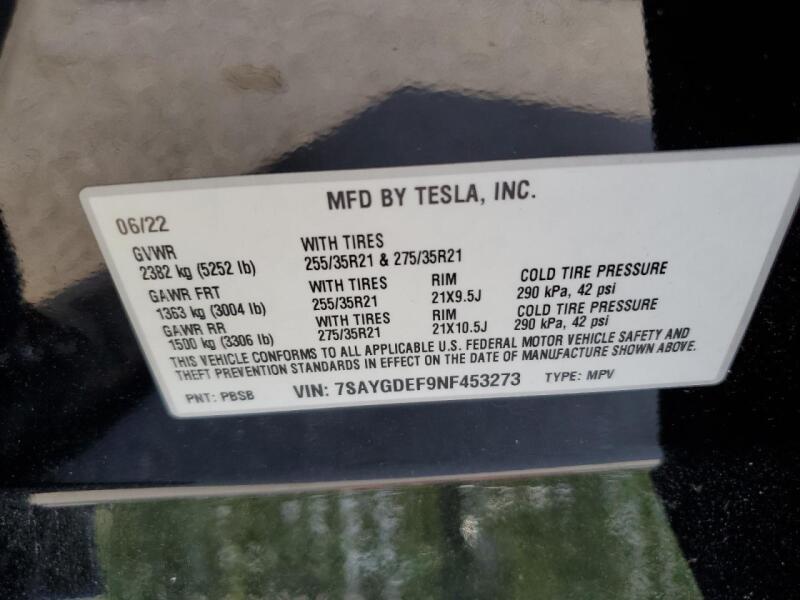 MFD BY TESLA, INC.
06/22
GVWR WITH TIRES
2382 kg (5252 lb) 255/35R21 & 275/35R21
GAWR FRT WITH TIRES RIM COLD TIRE PRESSURE
1363 kg (3004 lb) 255/35R21 21X9.5J 290 kPa, 42 psi
GAWR RR WITH TIRES RIM COLD TIRE PRESSURE
1500 kg (3306 lb) 275/35R21 21X10.5J 290 kPa, 42 psi
THIS VEHICLE CONFORMS TO ALL APPLICABLE U.S. FEDERAL MOTOR VEHICLE SAFETY AND
THEFT PREVENTION STANDARDS IN EFFECT ON THE DATE OF MANUFACTURE SHOWN ABOVE.
PNT: PBSB VIN: 7SAYGDEF9NF453273 TYPE: MPV